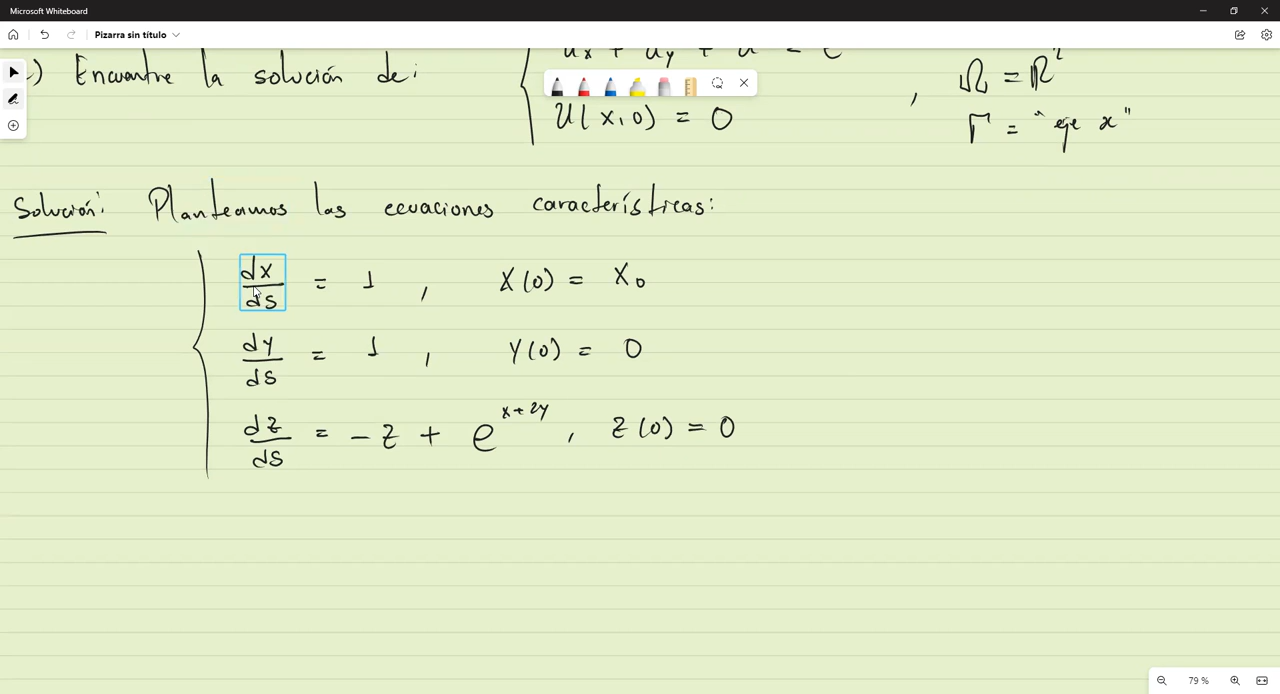 Microsoft Whiteboard
Pizarra sin título
) Encuentre la solución de:
U(x,0) = 0
, Ω = ℝ²
Γ = "eje x"
Solución: Planteamos las ecuaciones características:
dx/ds = 1 , X(0) = X₀
dy/ds = 1 , Y(0) = 0
dz/ds = -z + e^(x+2y) , z(0) = 0
79 %